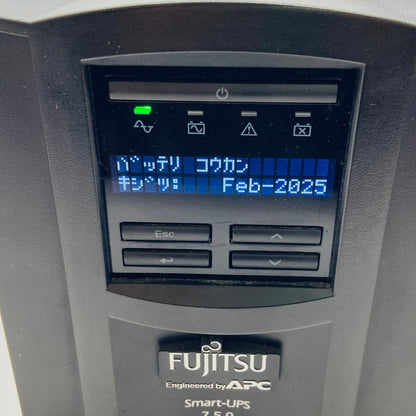 バッテリ コウカン
キジツ: Feb-2025
Esc
FUJITSU
Engineered by APC
Smart-UPS
750